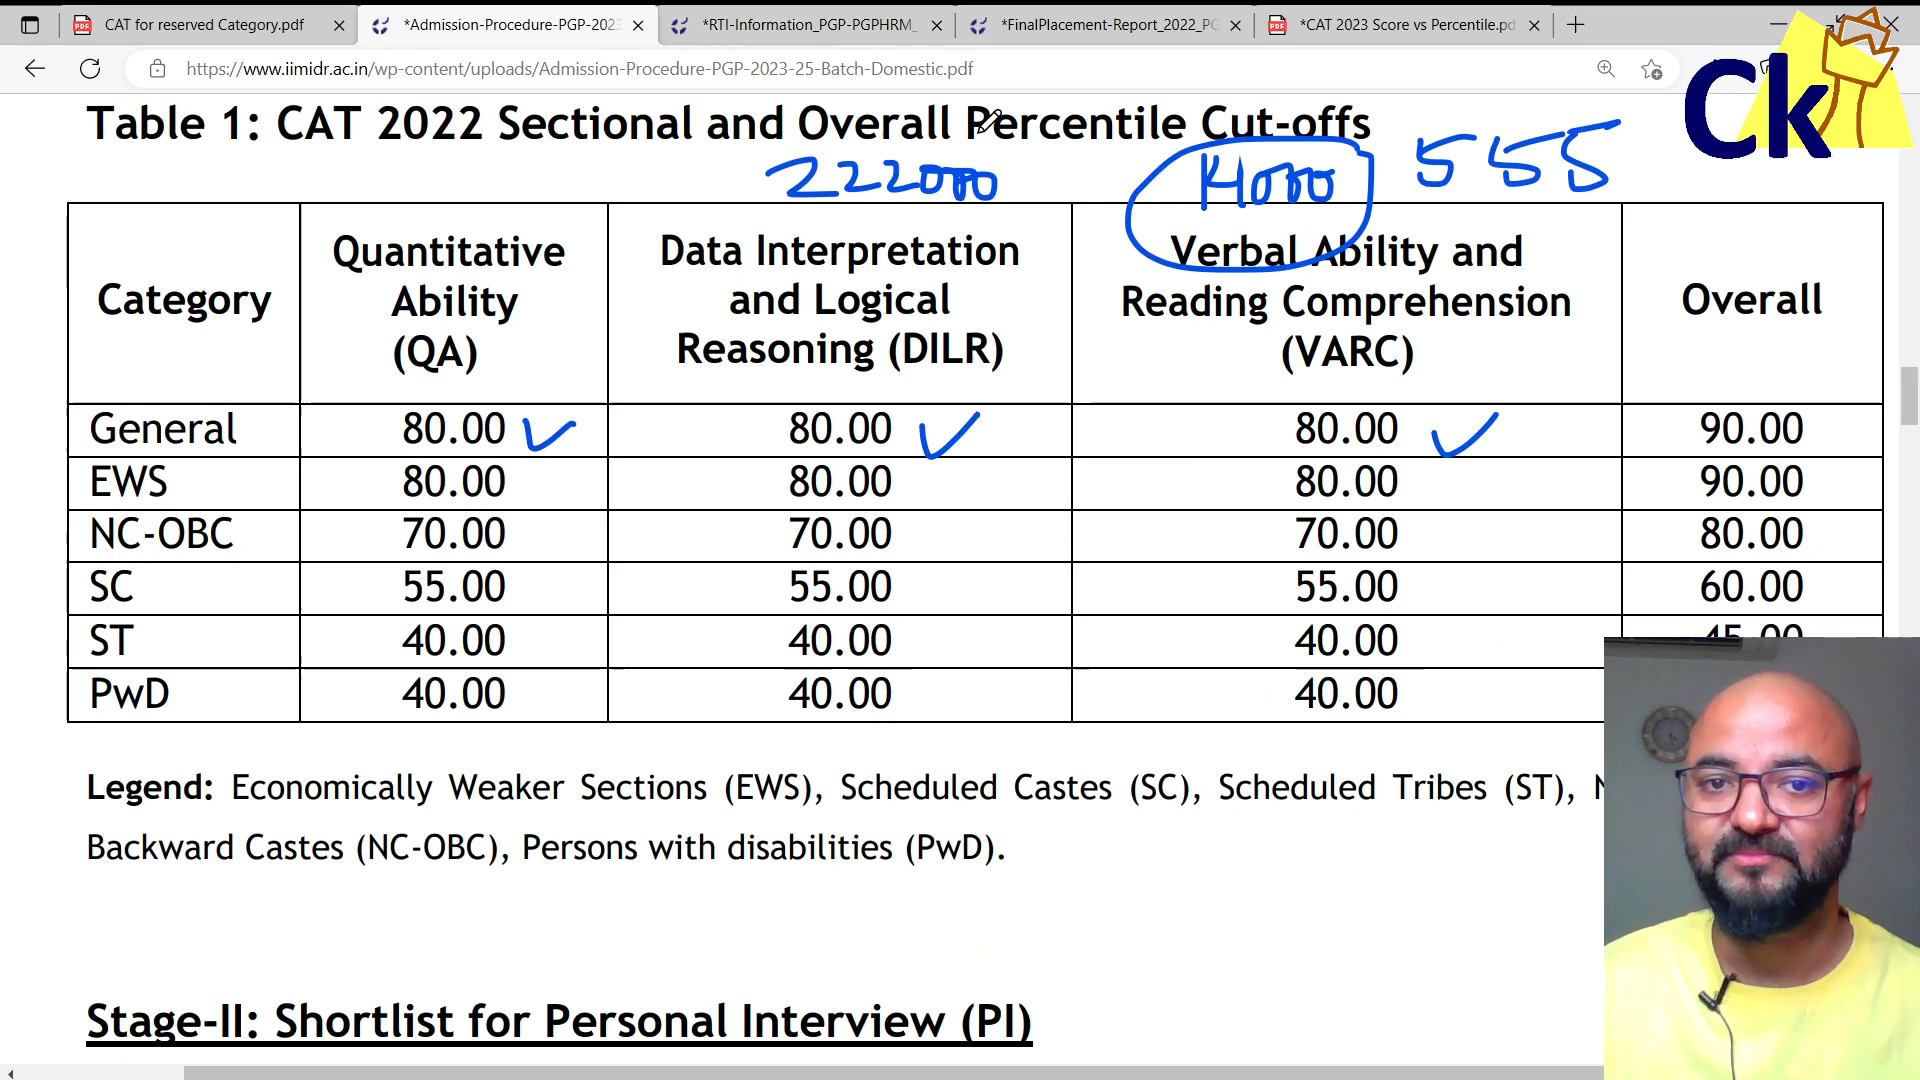 CAT for reserved Category.pdf
*Admission-Procedure-PGP-2023
*RTI-Information_PGP-PGPHRM_
*FinalPlacement-Report_2022_PG
*CAT 2023 Score vs Percentile.pd
https://www.iimidr.ac.in/wp-content/uploads/Admission-Procedure-PGP-2023-25-Batch-Domestic.pdf
Ck
Table 1: CAT 2022 Sectional and Overall Percentile Cut-offs
222000 14000 555
Category
Quantitative
Ability
(QA)
Data Interpretation
and Logical
Reasoning (DILR)
Verbal Ability and
Reading Comprehension
(VARC)
Overall
General 80.00 80.00 80.00 90.00
EWS 80.00 80.00 80.00 90.00
NC-OBC 70.00 70.00 70.00 80.00
SC 55.00 55.00 55.00 60.00
ST 40.00 40.00 40.00 45.00
PwD 40.00 40.00 40.00
Legend: Economically Weaker Sections (EWS), Scheduled Castes (SC), Scheduled Tribes (ST),
Backward Castes (NC-OBC), Persons with disabilities (PwD).
Stage-II: Shortlist for Personal Interview (PI)